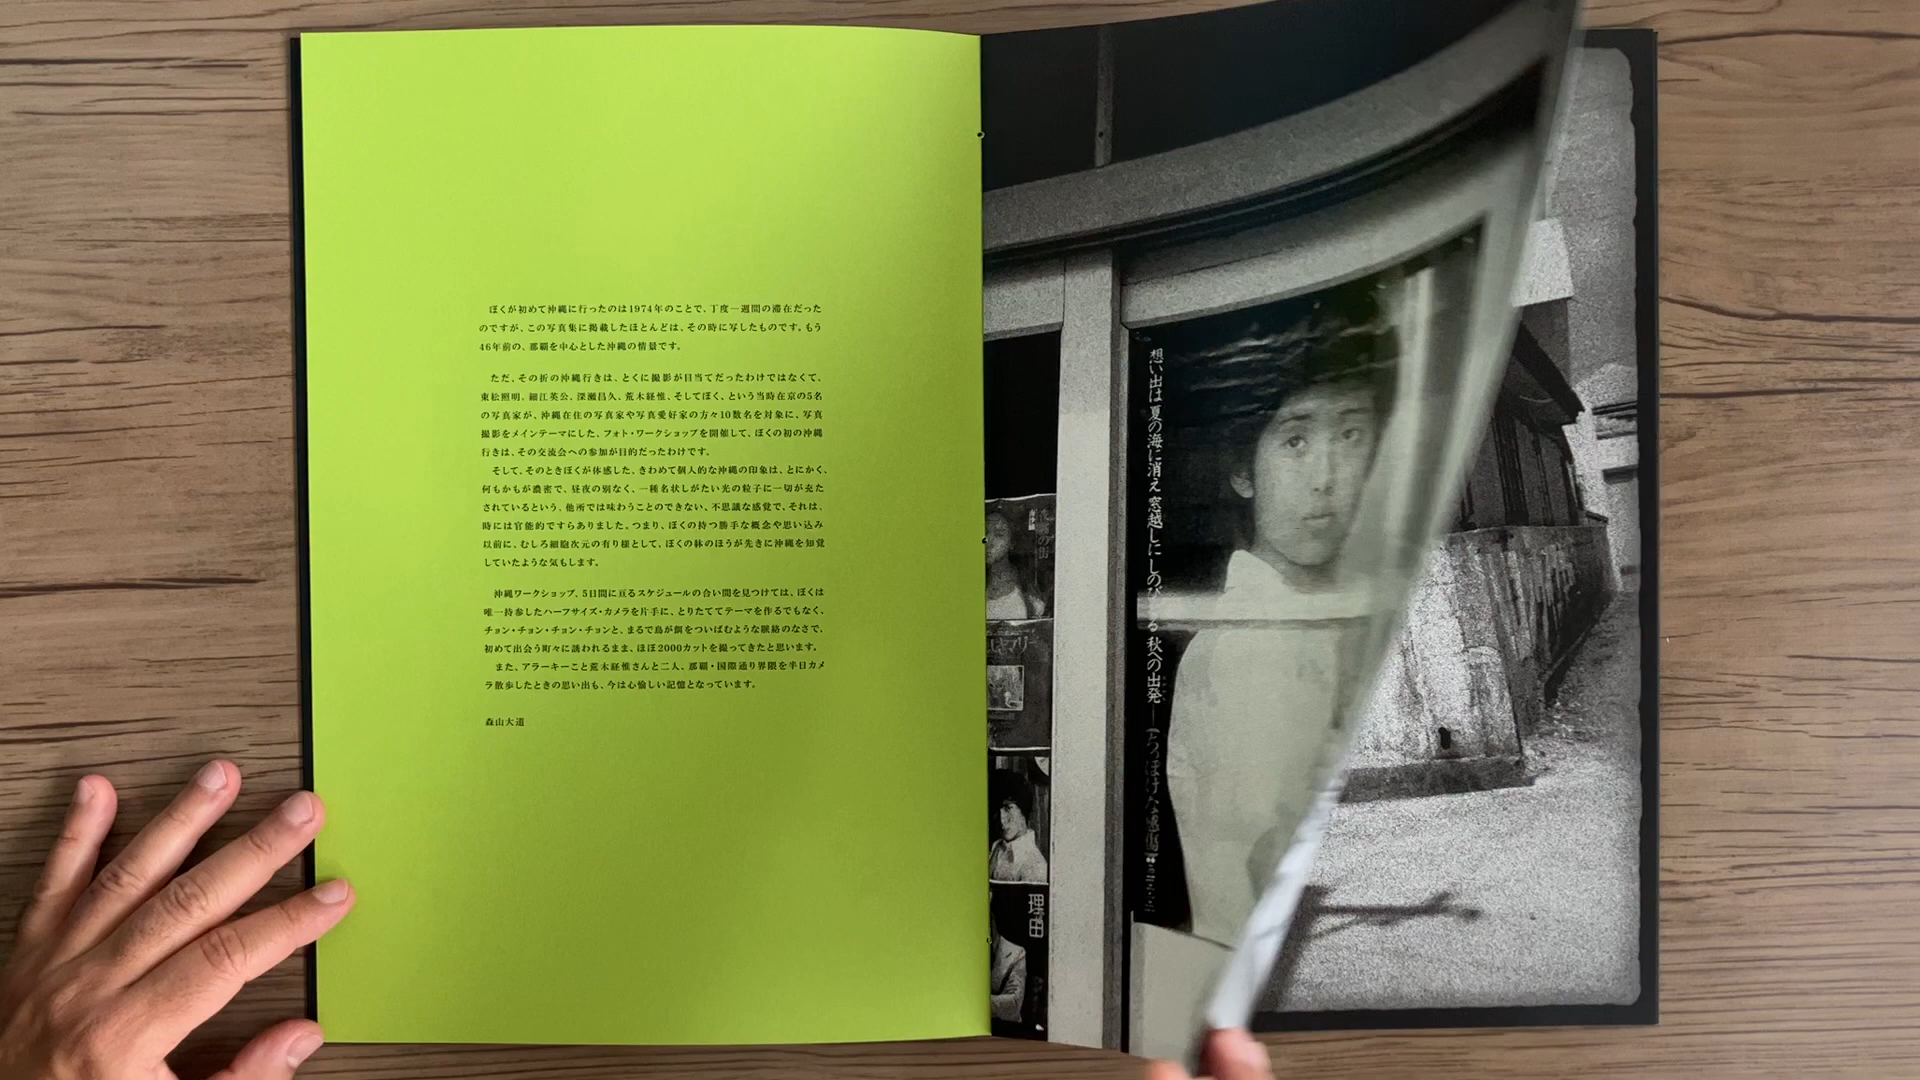 ぼくが初めて沖縄に行ったのは1974年のことで、丁度一週間の滞在だった
のですが、この写真集に掲載したほとんどは、その時に写したものです。もう
46年前の、那覇を中心とした沖縄の情景です。
ただ、その折の沖縄行きは、とくに撮影が目当てだったわけではなくて、
東松照明、細江英公、深瀬昌久、荒木経惟、そしてぼく、という当時在京の5名
の写真家が、沖縄在住の写真家や写真愛好家の方々10数名を対象に、写真
撮影をメインテーマにした、フォト・ワークショップを開催して、ぼくの初の沖縄
行きは、その交流会への参加が目的だったわけです。
そして、そのときぼくが体感した、きわめて個人的な沖縄の印象は、とにかく、
何もかもが濃密で、昼夜の別なく、一種名状しがたい光の粒子に一切が充た
されているという、他所では味わうことのできない、不思議な感覚で、それは、
時には官能的ですらありました。つまり、ぼくの持つ勝手な概念や思い込み
以前に、むしろ細胞次元の有り様として、ぼくの躰のほうが先きに沖縄を知覚
していたような気もします。
沖縄ワークショップ、5日間に亘るスケジュールの合い間を見つけては、ぼくは
唯一持参したハーフサイズ・カメラを片手に、とりたててテーマを作るでもなく、
チョン・チョン・チョン・チョンと、まるで鳥が餌をついばむような脈絡のなさで、
初めて出会う町々に誘われるまま、ほぼ2000カットを撮ってきたと思います。
また、アラーキーこと荒木経惟さんと二人、那覇・国際通り界隈を半日カメ
ラ散歩したときの思い出も、今は心愉しい記憶となっています。
森山大道
想い出は夏の海に消え 窓越しにしのび る 秋への出発
っぽけな感傷
の街
理由